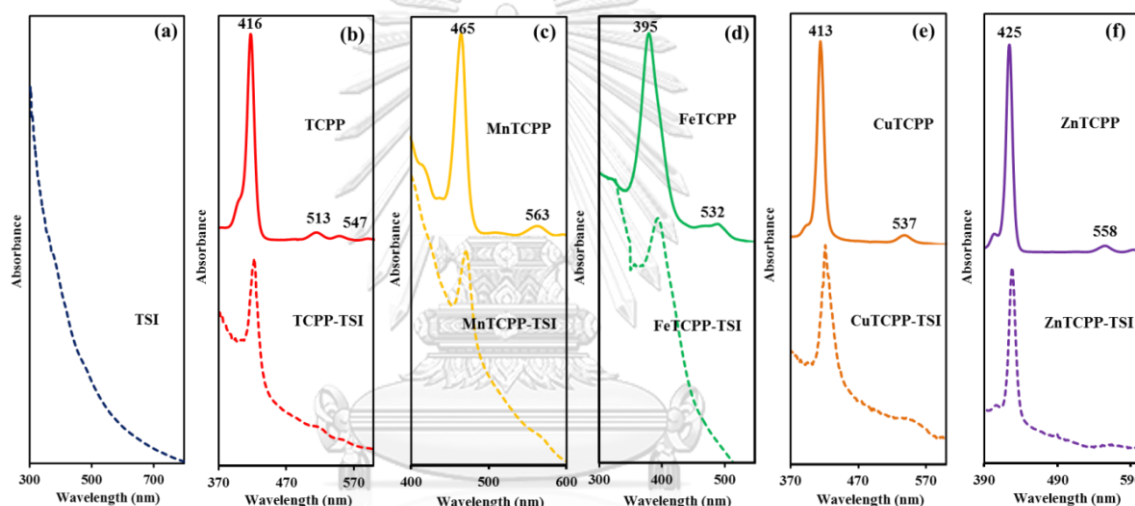 (a)
Absorbance
TSI
300 500 700
Wavelength (nm)
(b)
416
TCPP
513
547
Absorbance
TCPP-TSI
370 470 570
Wavelength (nm)
(c)
465
MnTCPP
563
Absorbance
MnTCPP-TSI
400 500 600
Wavelength (nm)
(d)
395
FeTCPP
532
Absorbance
FeTCPP-TSI
300 400 500
Wavelength (nm)
(e)
413
CuTCPP
537
Absorbance
CuTCPP-TSI
370 470 570
Wavelength (nm)
(f)
425
ZnTCPP
558
Absorbance
ZnTCPP-TSI
390 490 590
Wavelength (nm)